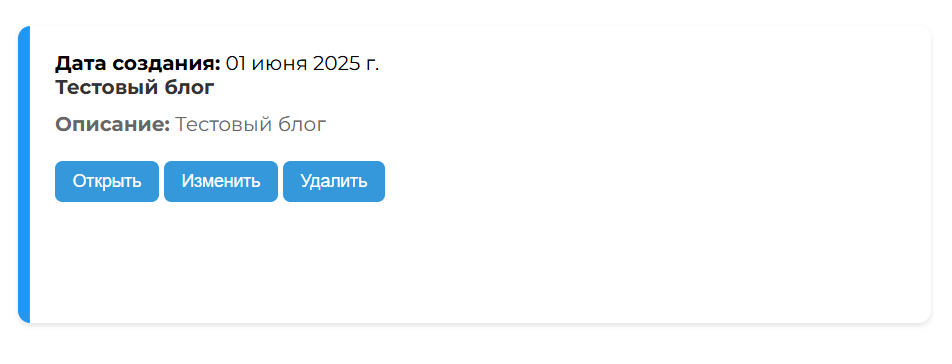 Дата создания: 01 июня 2025 г.
Тестовый блог
Описание: Тестовый блог
Открыть Изменить Удалить